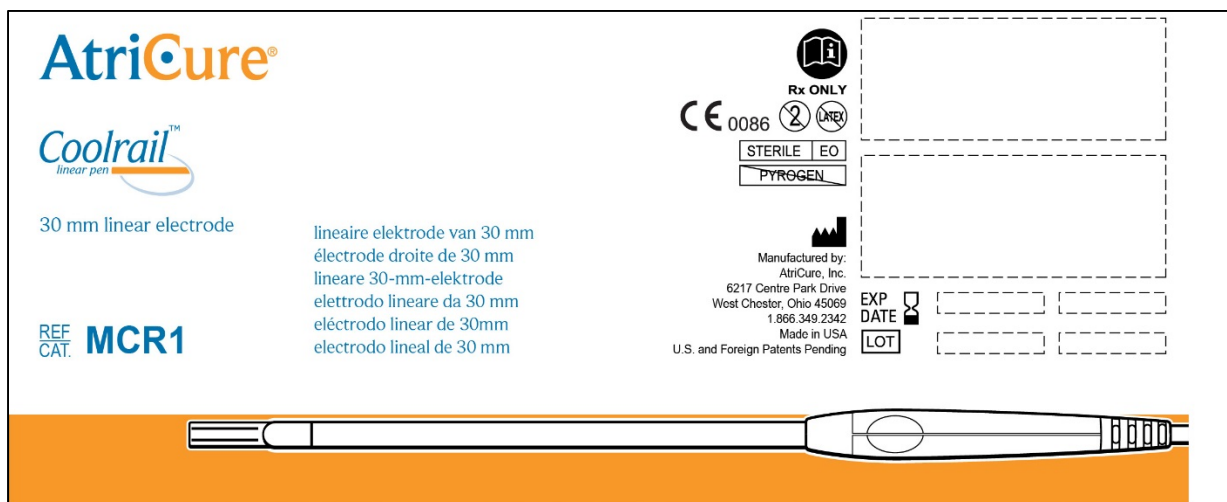 AtriCure®
Coolrail™
linear pen
30 mm linear electrode
REF
CAT. MCR1
lineaire elektrode van 30 mm
électrode droite de 30 mm
lineare 30-mm-elektrode
elettrodo lineare da 30 mm
eléctrodo linear de 30mm
electrodo lineal de 30 mm
Rx ONLY
CE 0086 2 LATEX
STERILE EO
PYROGEN
Manufactured by:
AtriCure, Inc.
6217 Centre Park Drive
West Chester, Ohio 45069
1.866.349.2342
Made in USA
U.S. and Foreign Patents Pending
EXP
DATE
LOT